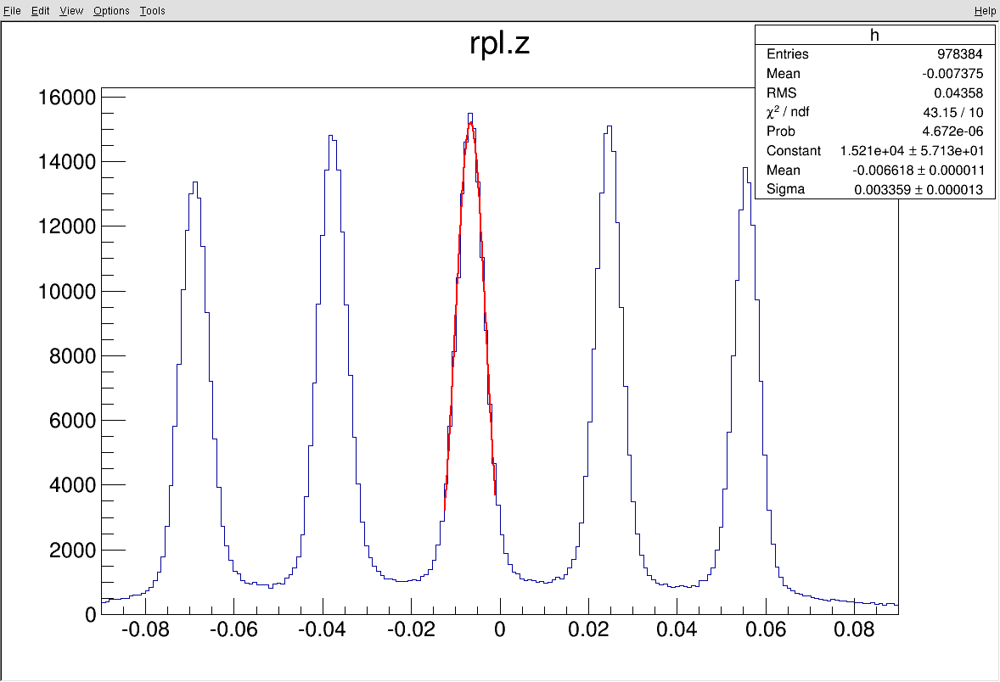 File Edit View Options Tools Help
rpl.z
h
Entries 978384
Mean -0.007375
RMS 0.04358
χ² / ndf 43.15 / 10
Prob 4.672e-06
Constant 1.521e+04 ± 5.713e+01
Mean -0.006618 ± 0.000011
Sigma 0.003359 ± 0.000013
16000
14000
12000
10000
8000
6000
4000
2000
0
-0.08 -0.06 -0.04 -0.02 0 0.02 0.04 0.06 0.08